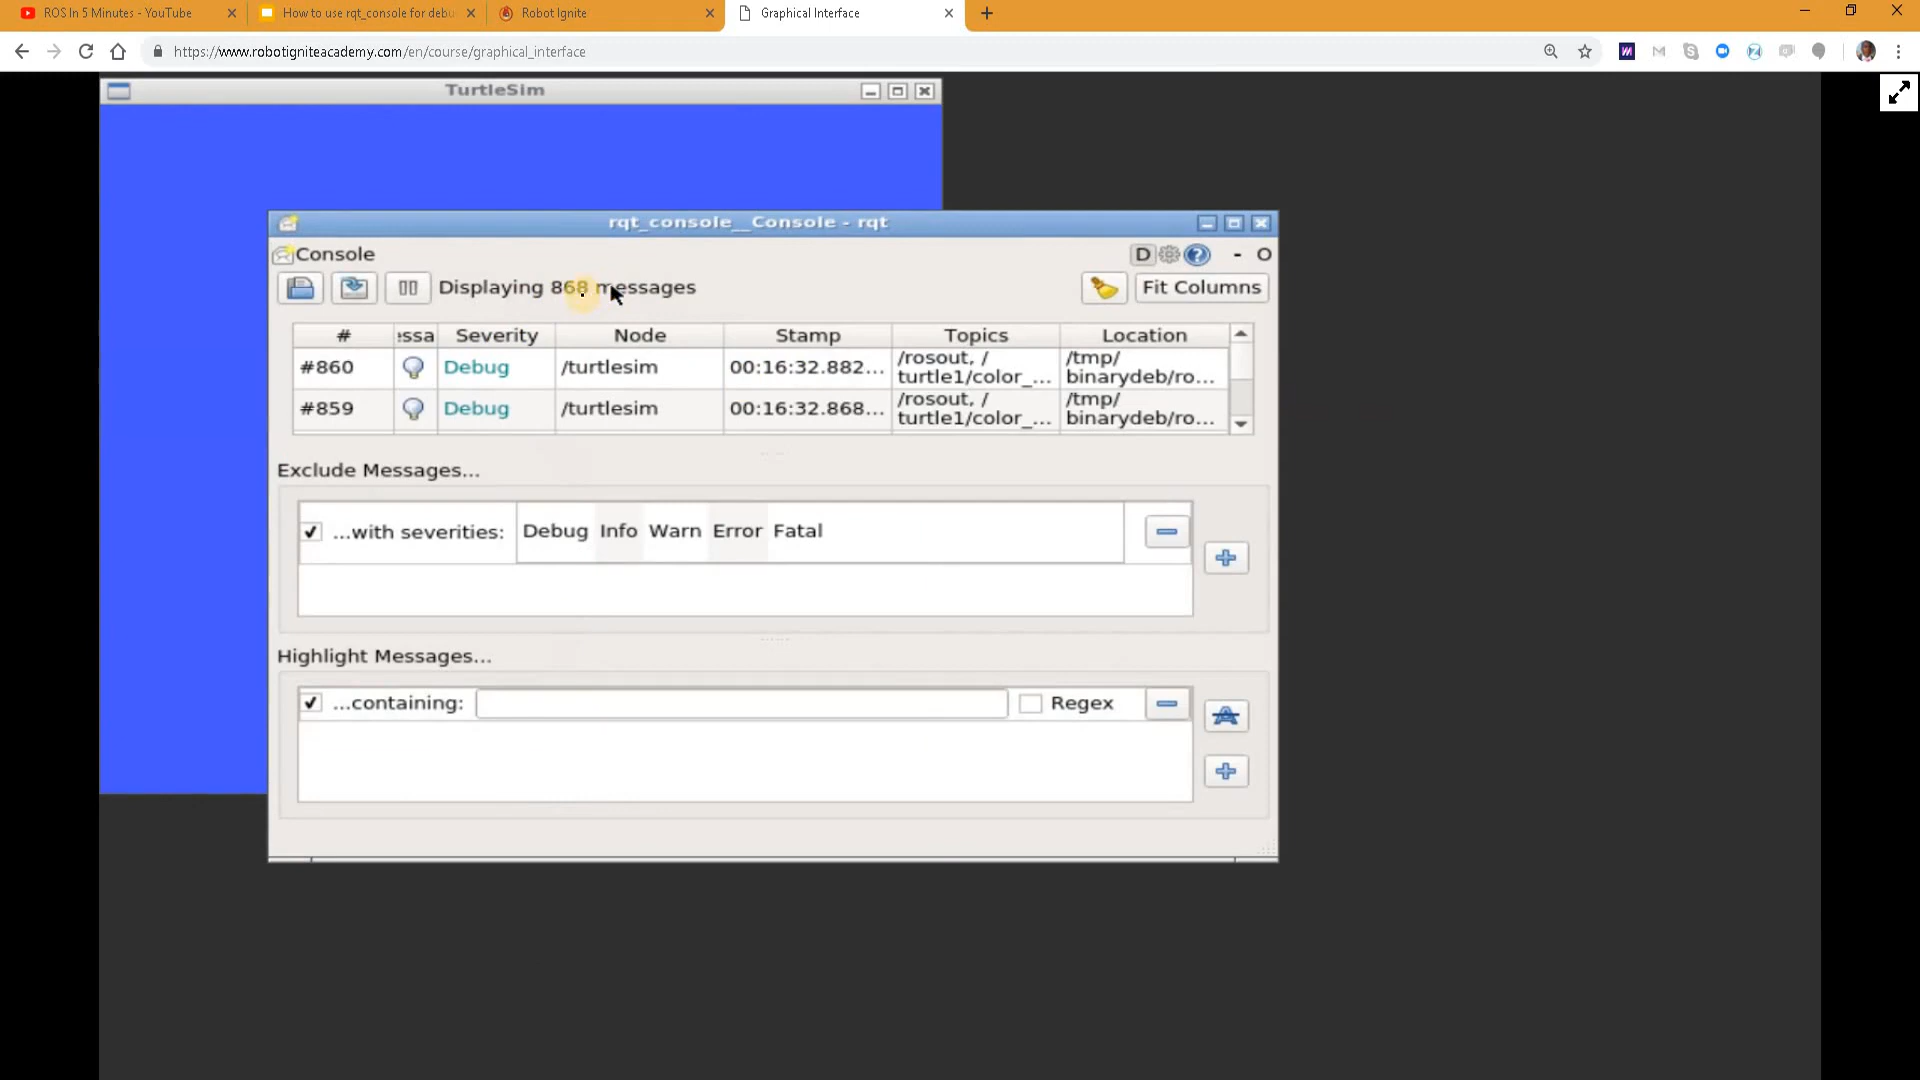 ROS In 5 Minutes - YouTube
How to use rqt_console for debu
Robot Ignite
Graphical Interface
https://www.robotigniteacademy.com/en/course/graphical_interface
TurtleSim
rqt_console__Console - rqt
Console
D
- O
Displaying 868 messages
Fit Columns
# essa Severity Node Stamp Topics Location
#860 Debug /turtlesim 00:16:32.882... /rosout, / turtle1/color_... /tmp/ binarydeb/ro...
#859 Debug /turtlesim 00:16:32.868... /rosout, / turtle1/color_... /tmp/ binarydeb/ro...
Exclude Messages...
...with severities: Debug Info Warn Error Fatal
Highlight Messages...
...containing: Regex